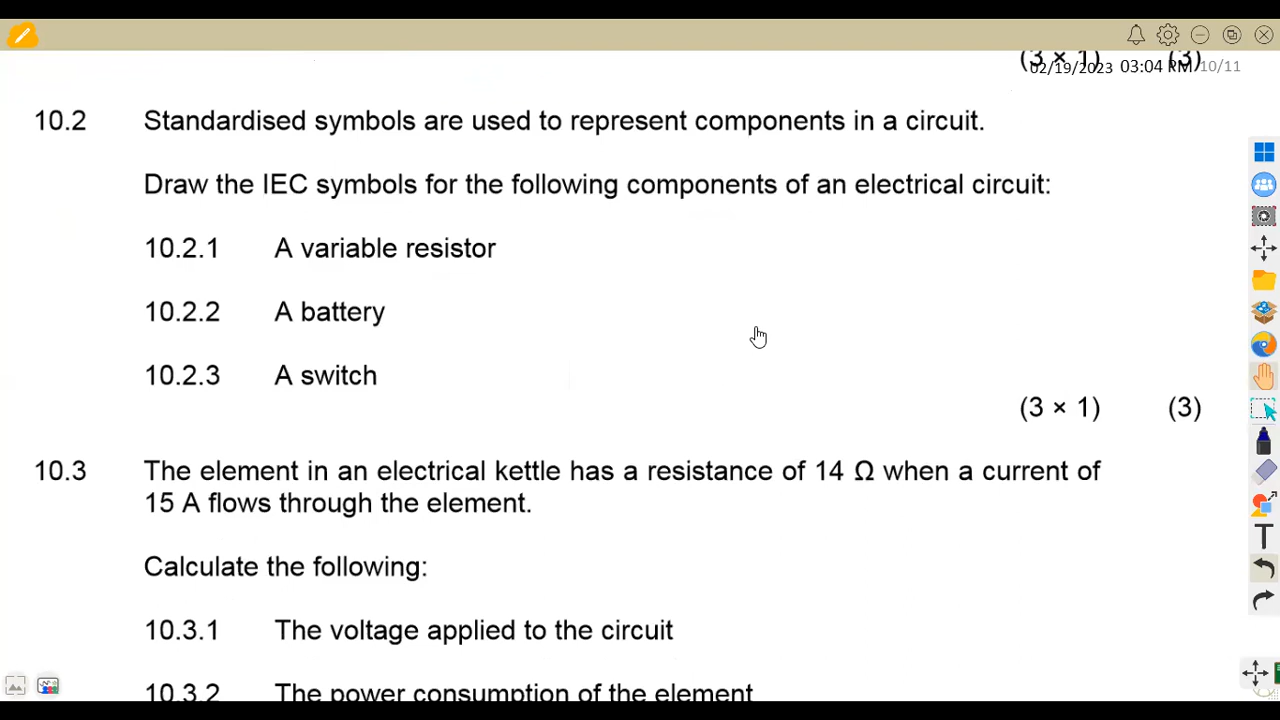 (3 × 1) (3)
02/19/2023 03:04 PM 10/11
10.2 Standardised symbols are used to represent components in a circuit.
Draw the IEC symbols for the following components of an electrical circuit:
10.2.1 A variable resistor
10.2.2 A battery
10.2.3 A switch
(3 × 1) (3)
10.3 The element in an electrical kettle has a resistance of 14 Ω when a current of
15 A flows through the element.
Calculate the following:
10.3.1 The voltage applied to the circuit
10.3.2 The power consumption of the element
T